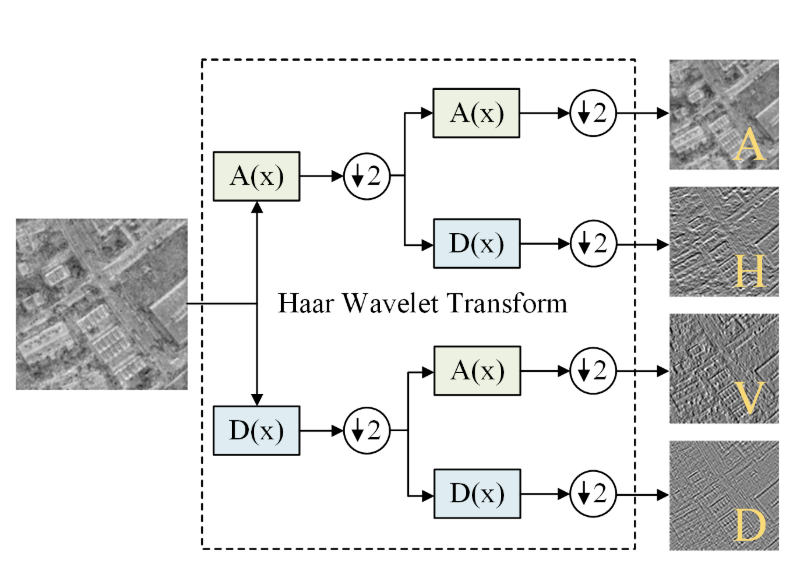 A(x)
↓2
A
A(x)
↓2
D(x)
↓2
H
Haar Wavelet Transform
A(x)
↓2
V
D(x)
↓2
D(x)
↓2
D